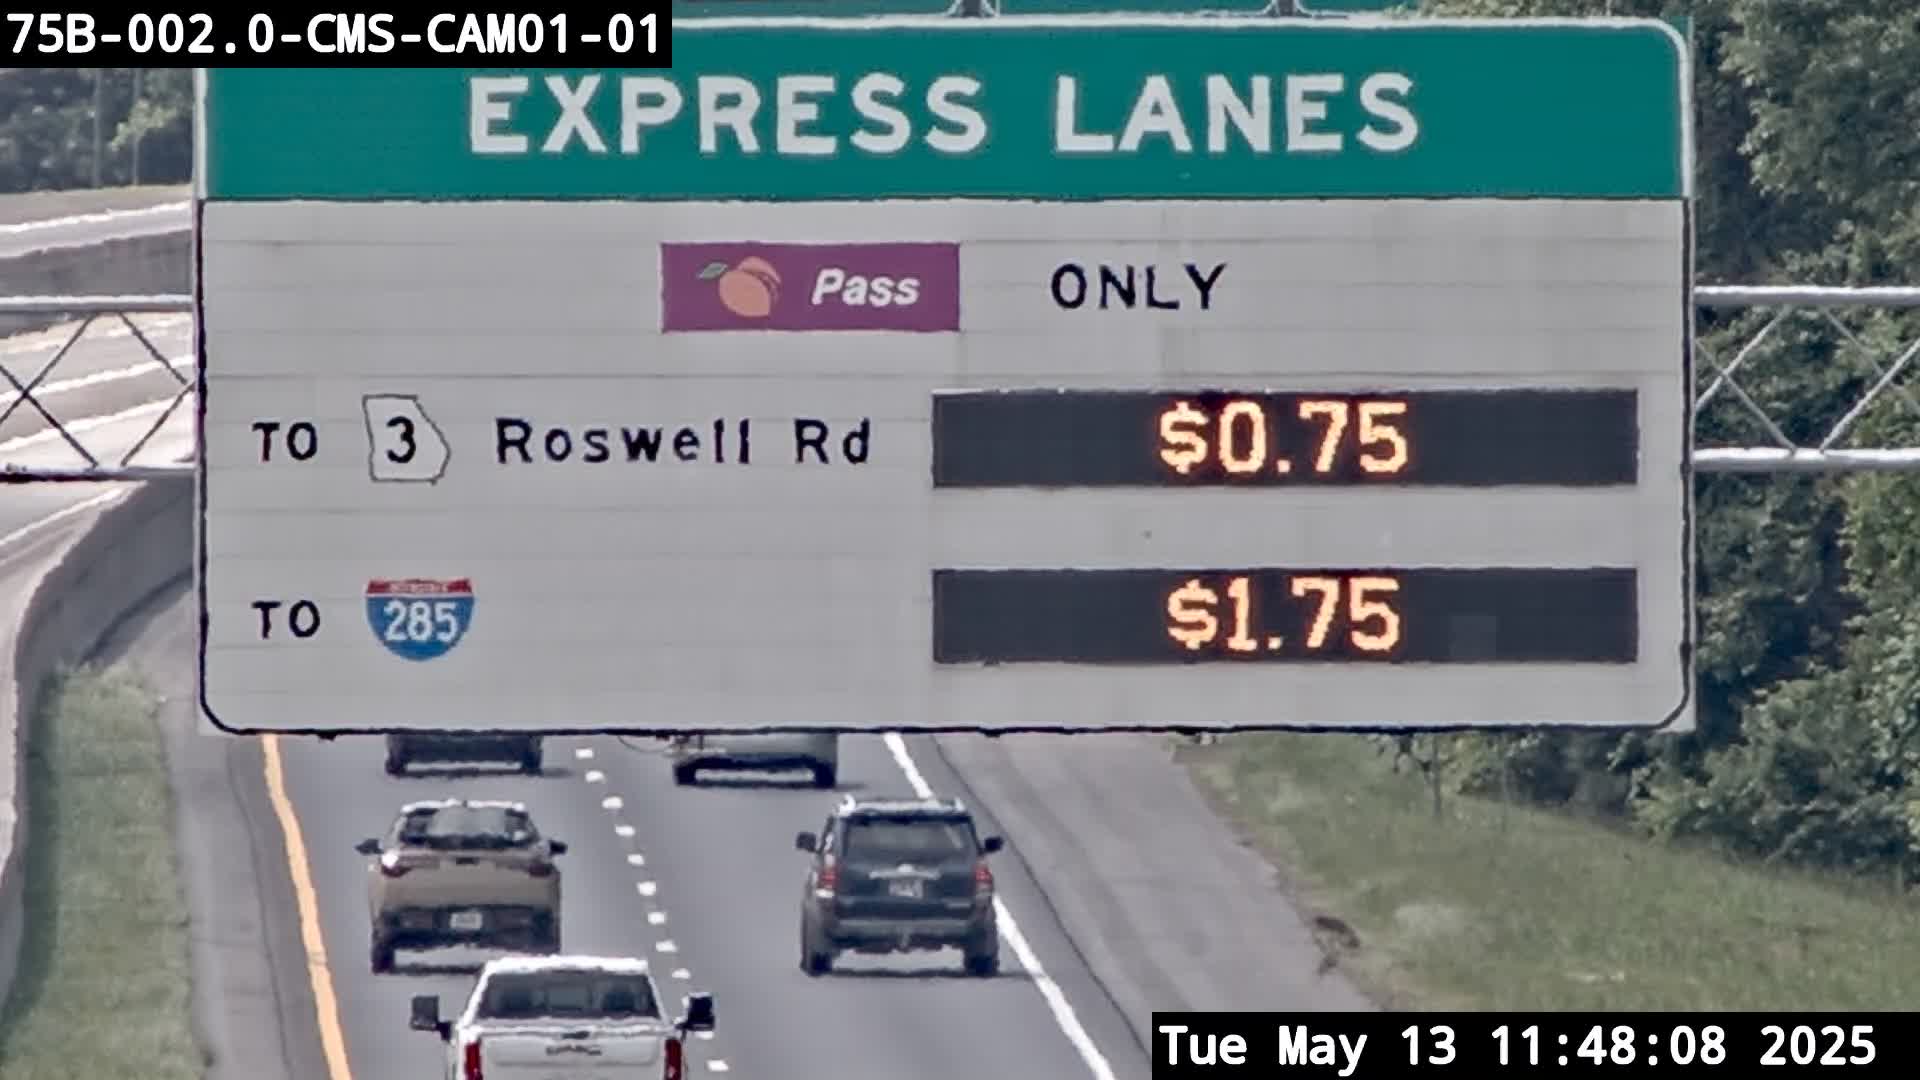 75B-002.0-CMS-CAM01-01
EXPRESS LANES
Pass ONLY
TO 3 Roswell Rd $0.75
TO 285 $1.75
Tue May 13 11:48:08 2025